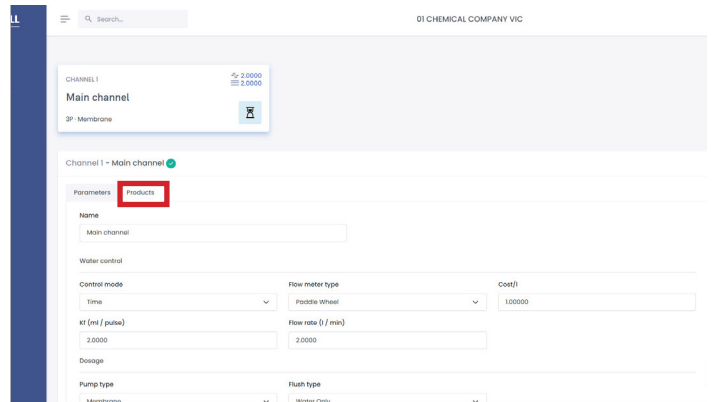 LL
Search...
01 CHEMICAL COMPANY VIC
CHANNEL 1
2.0000
2.0000
Main channel
3P · Membrane
Channel 1 - Main channel
Parameters
Products
Name
Main channel
Water control
Control mode
Flow meter type
Cost/l
Time
Paddle Wheel
1.00000
Kf (ml / pulse)
Flow rate (l / min)
2.0000
2.0000
Dosage
Pump type
Flush type
Membrane
Water Only